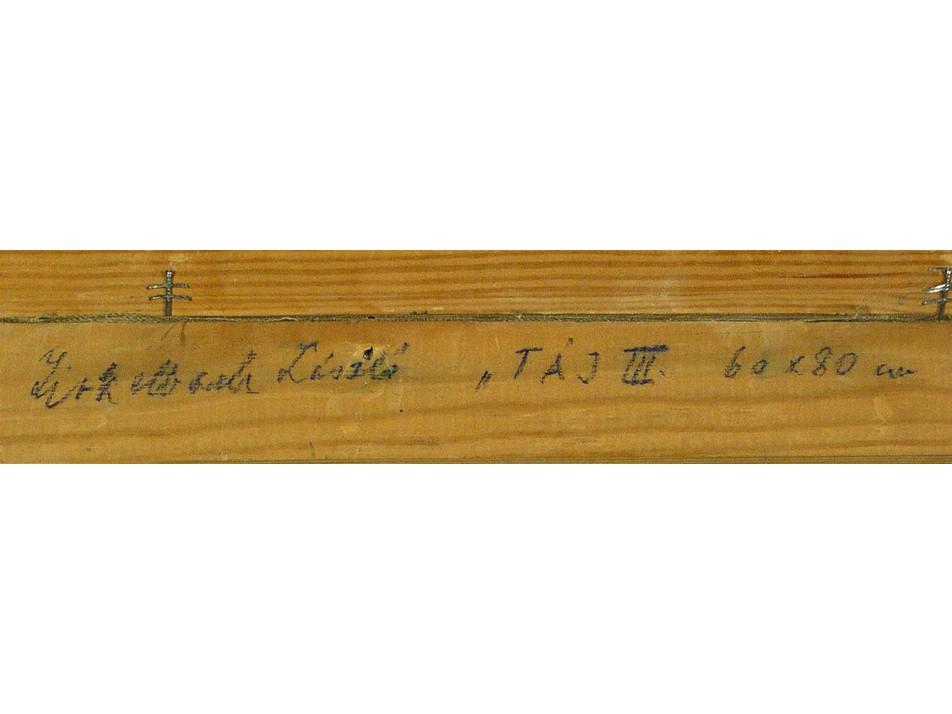 László „TÁJ III. 60 x 80 cm